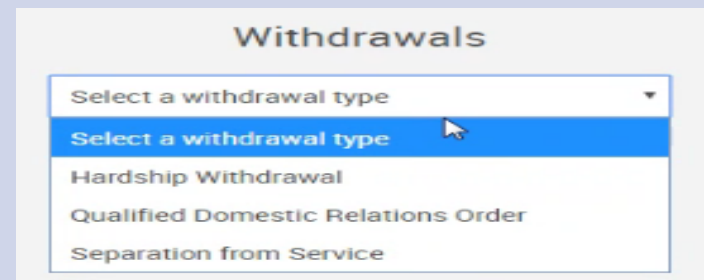 Withdrawals
Select a withdrawal type
Select a withdrawal type
Hardship Withdrawal
Qualified Domestic Relations Order
Separation from Service